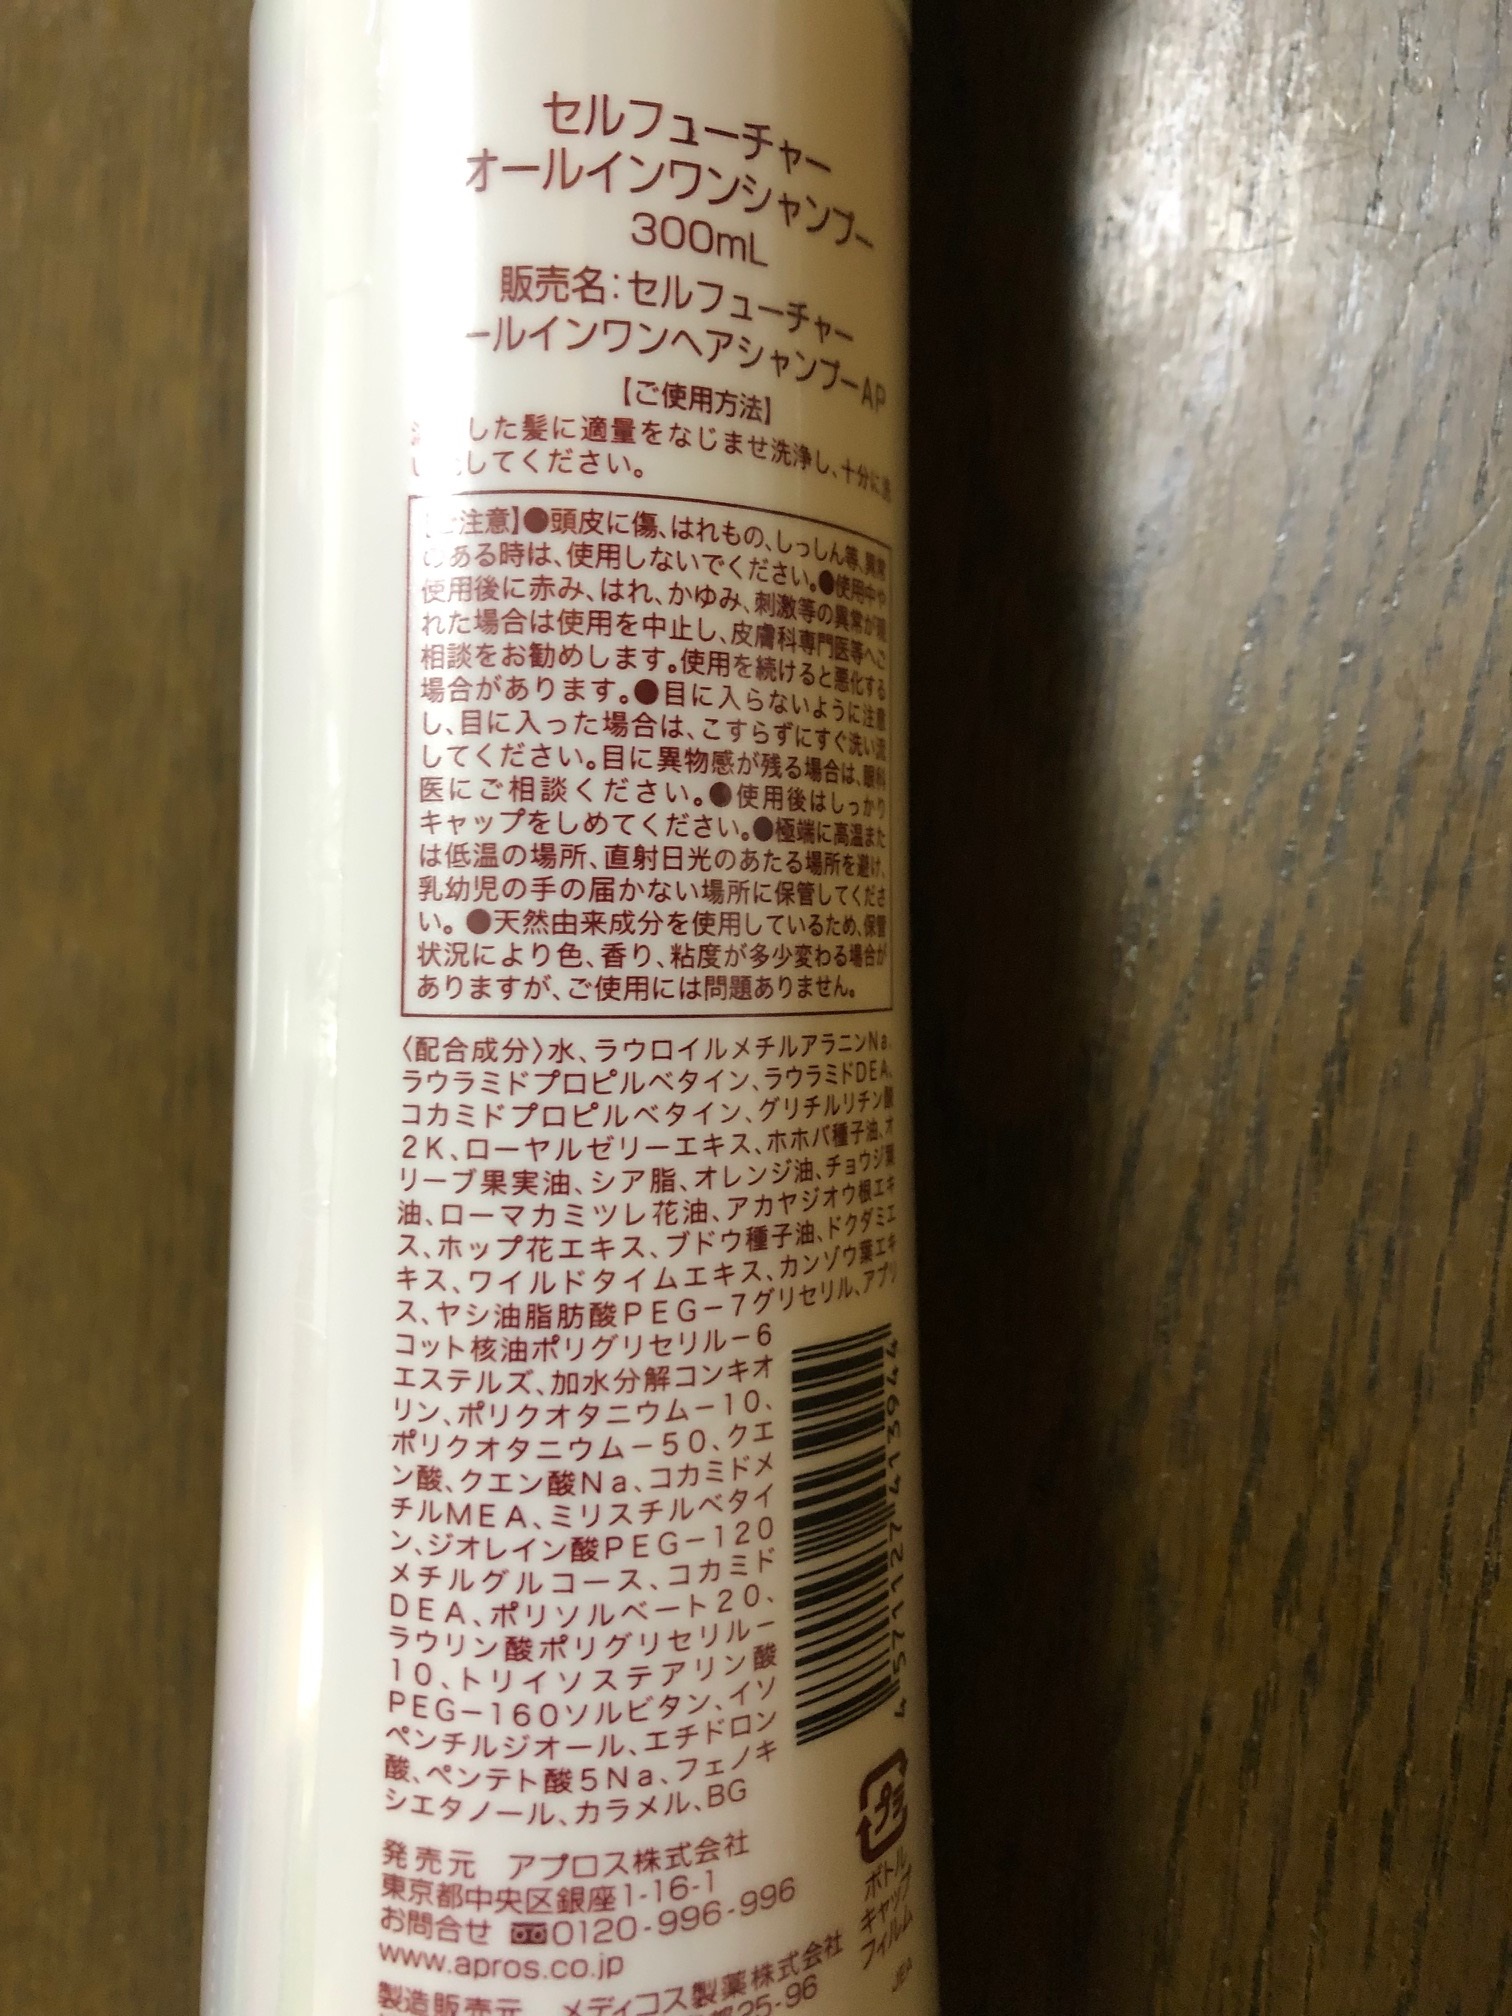 セルフューチャー
オールインワンシャンプー
300mL
販売名:セルフューチャー
ールインワンヘアシャンプーAP
【ご使用方法】
した髪に適量をなじませ洗浄し、十分に
してください。
注意】●頭皮に傷、はれもの、しっしん等、異常
のある時は、使用しないでください。●使用中や
使用後に赤み、はれ、かゆみ、刺激等の異常が現
れた場合は使用を中止し、皮膚科専門医等へご
相談をお勧めします。使用を続けると悪化する
場合があります。●目に入らないように注意
し、目に入った場合は、こすらずにすぐ洗い流
してください。目に異物感が残る場合は、眼科
医にご相談ください。●使用後はしっかり
キャップをしめてください。●極端に高温また
は低温の場所、直射日光のあたる場所を避け、
乳幼児の手の届かない場所に保管してくださ
い。●天然由来成分を使用しているため、保管
状況により色、香り、粘度が多少変わる場合が
ありますが、ご使用には問題ありません。
〈配合成分〉水、ラウロイルメチルアラニンNa、
ラウラミドプロピルベタイン、ラウラミドDEA、
コカミドプロピルベタイン、グリチルリチン酸
2K、ローヤルゼリーエキス、ホホバ種子油、オ
リーブ果実油、シア脂、オレンジ油、チョウジ葉
油、ローマカミツレ花油、アカヤジオウ根エキ
ス、ホップ花エキス、ブドウ種子油、ドクダミエ
キス、ワイルドタイムエキス、カンゾウ葉エキ
ス、ヤシ油脂肪酸PEG-7グリセリル、アプリ
コット核油ポリグリセリル-6
エステルズ、加水分解コンキオ
リン、ポリクオタニウム-10、
ポリクオタニウム-50、クエ
ン酸、クエン酸Na、コカミドメ
チルMEA、ミリスチルベタイ
ン、ジオレイン酸PEG-120
メチルグルコース、コカミド
DEA、ポリソルベート20、
ラウリン酸ポリグリセリル-
10、トリイソステアリン酸
PEG-160ソルビタン、イソ
ペンチルジオール、エチドロン
酸、ペンテト酸5Na、フェノキ
シエタノール、カラメル、BG
4571127413944
プラ
ボトル
キャップ
フィルム
発売元 アプロス株式会社
東京都中央区銀座1-16-1
お問合せ 0120-996-996
www.apros.co.jp
製造販売元 メディコス製薬株式会社
25-96